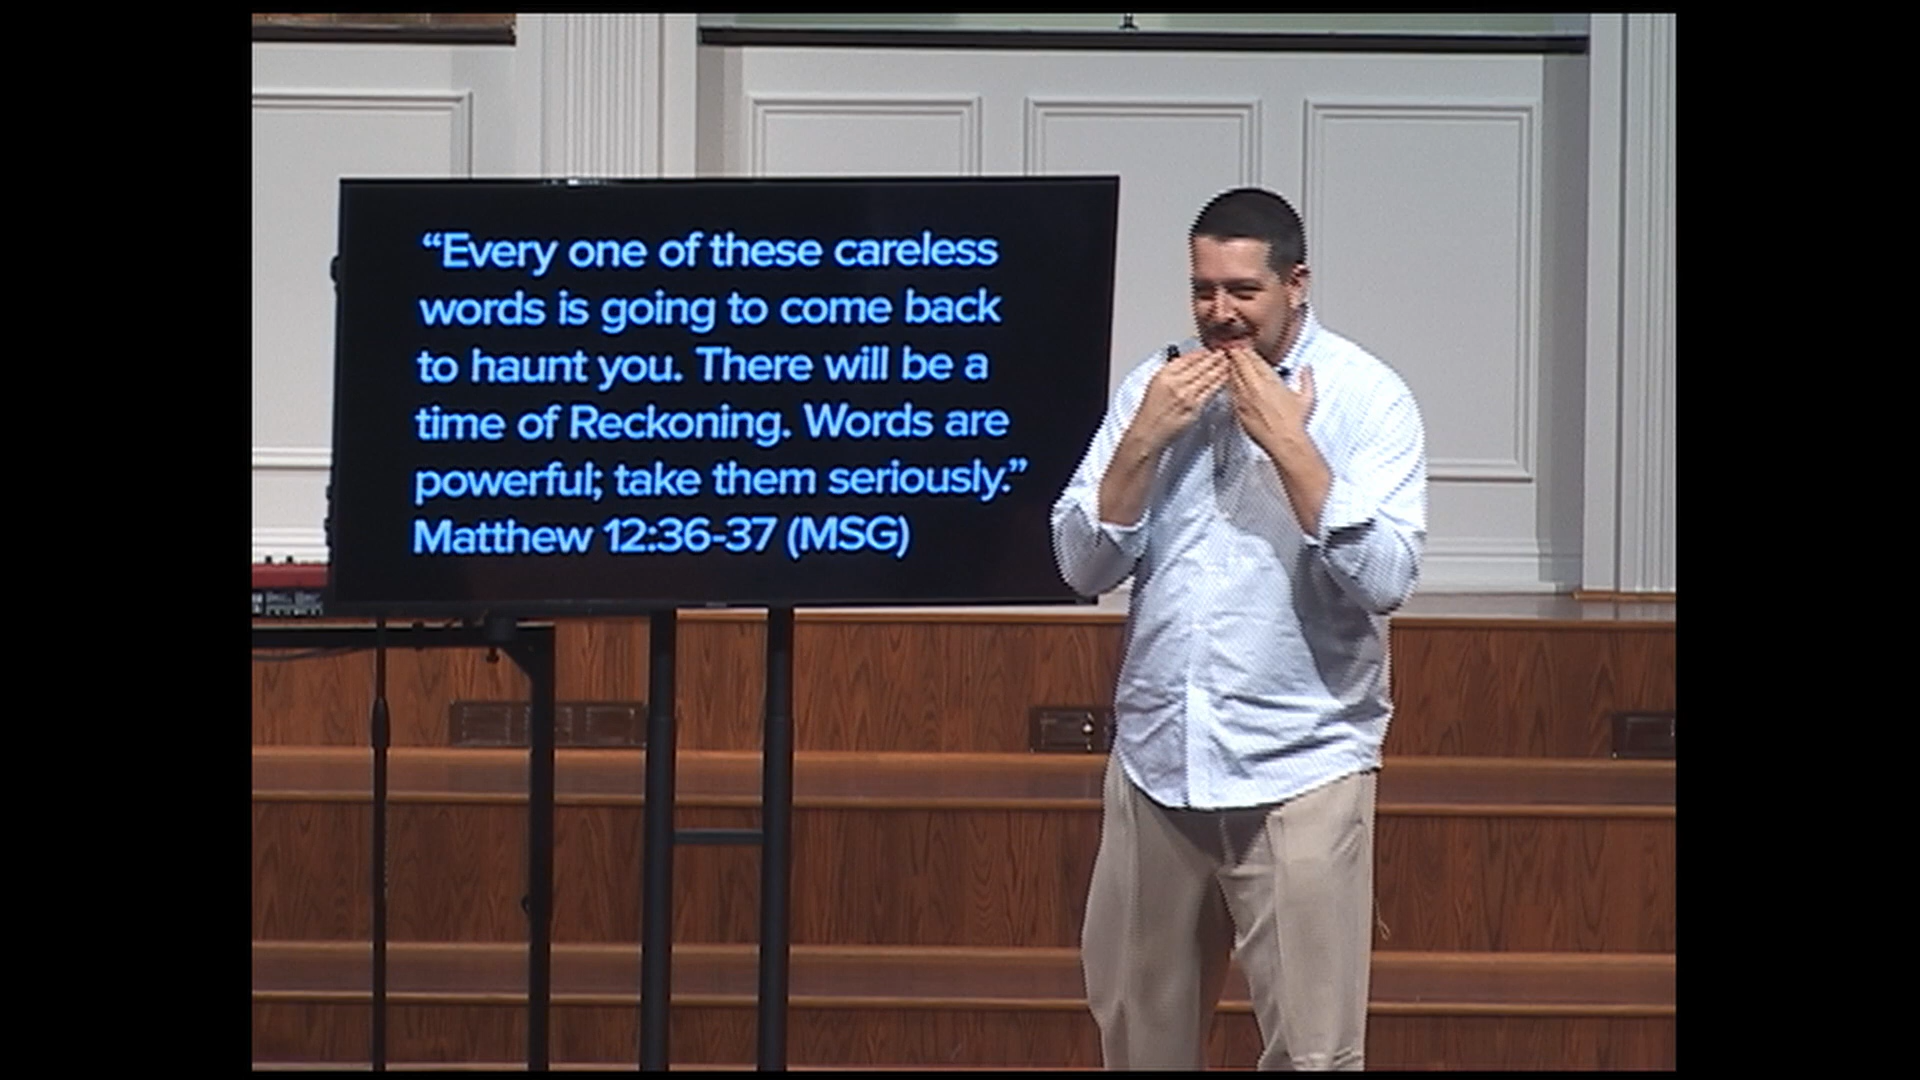 “Every one of these careless
words is going to come back
to haunt you. There will be a
time of Reckoning. Words are
powerful; take them seriously.”
Matthew 12:36-37 (MSG)